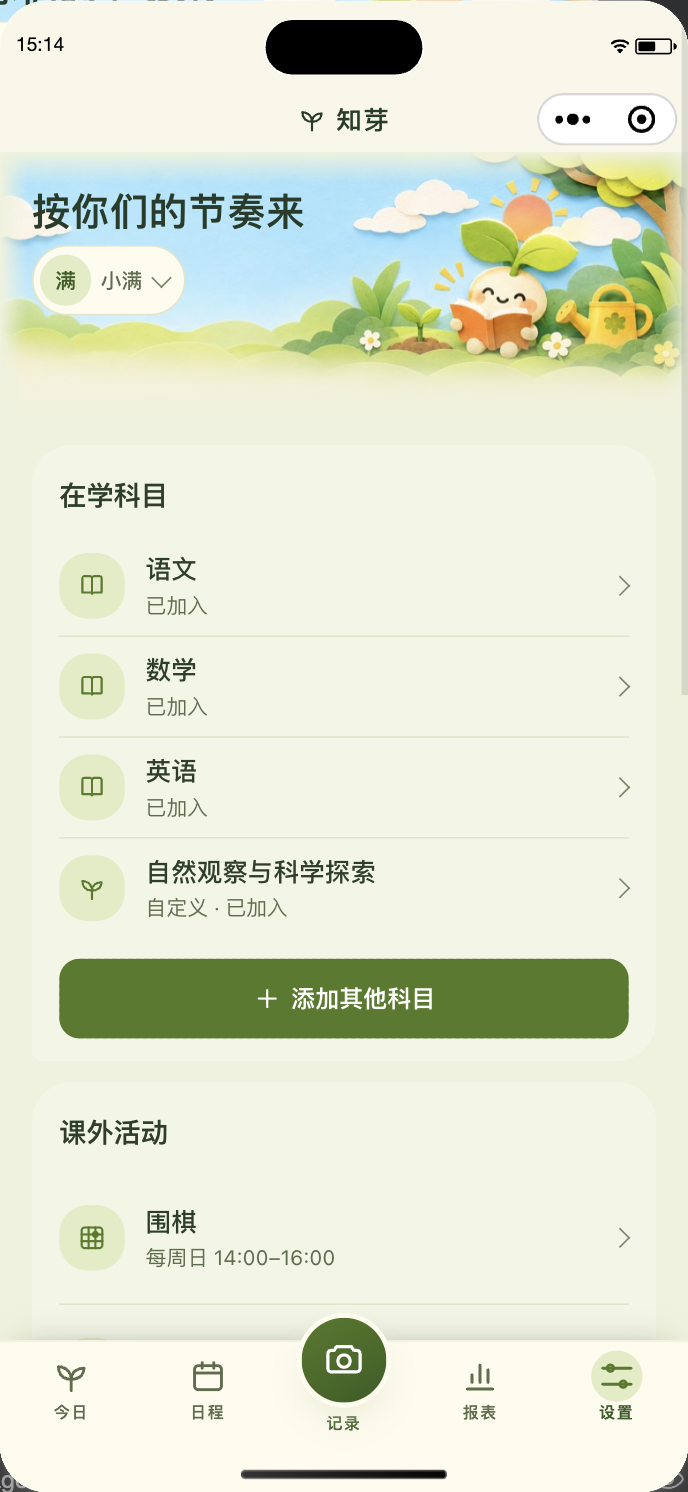 15:14
知芽
按你们的节奏来
满 小满
在学科目
语文
已加入
数学
已加入
英语
已加入
自然观察与科学探索
自定义 · 已加入
+ 添加其他科目
课外活动
围棋
每周日 14:00–16:00
今日
日程
记录
报表
设置